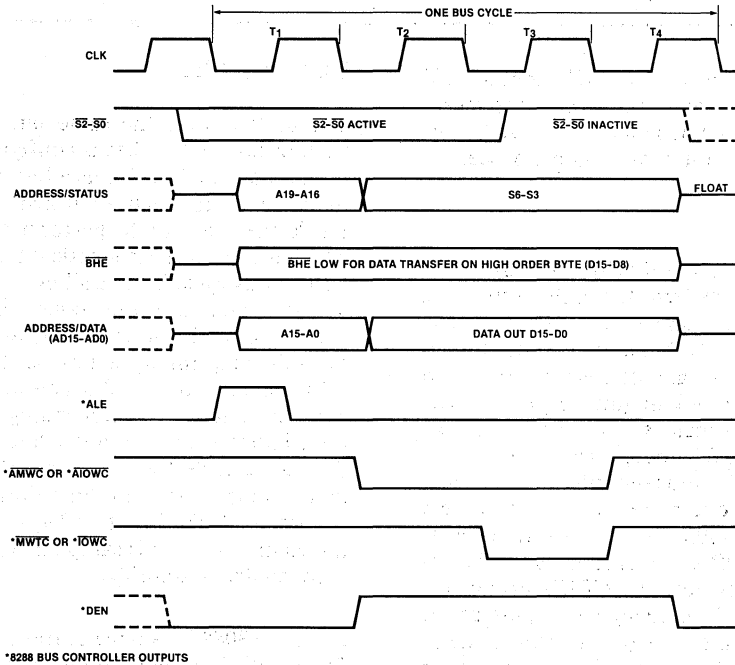 ONE BUS CYCLE
T1 T2 T3 T4
CLK
S2-S0
S2-S0 ACTIVE
S2-S0 INACTIVE
ADDRESS/STATUS
A19-A16
S6-S3
FLOAT
BHE
BHE LOW FOR DATA TRANSFER ON HIGH ORDER BYTE (D15-D8)
ADDRESS/DATA
(AD15-AD0)
A15-A0
DATA OUT D15-D0
*ALE
*AMWC OR *AIOWC
*MWTC OR *IOWC
*DEN
*8288 BUS CONTROLLER OUTPUTS